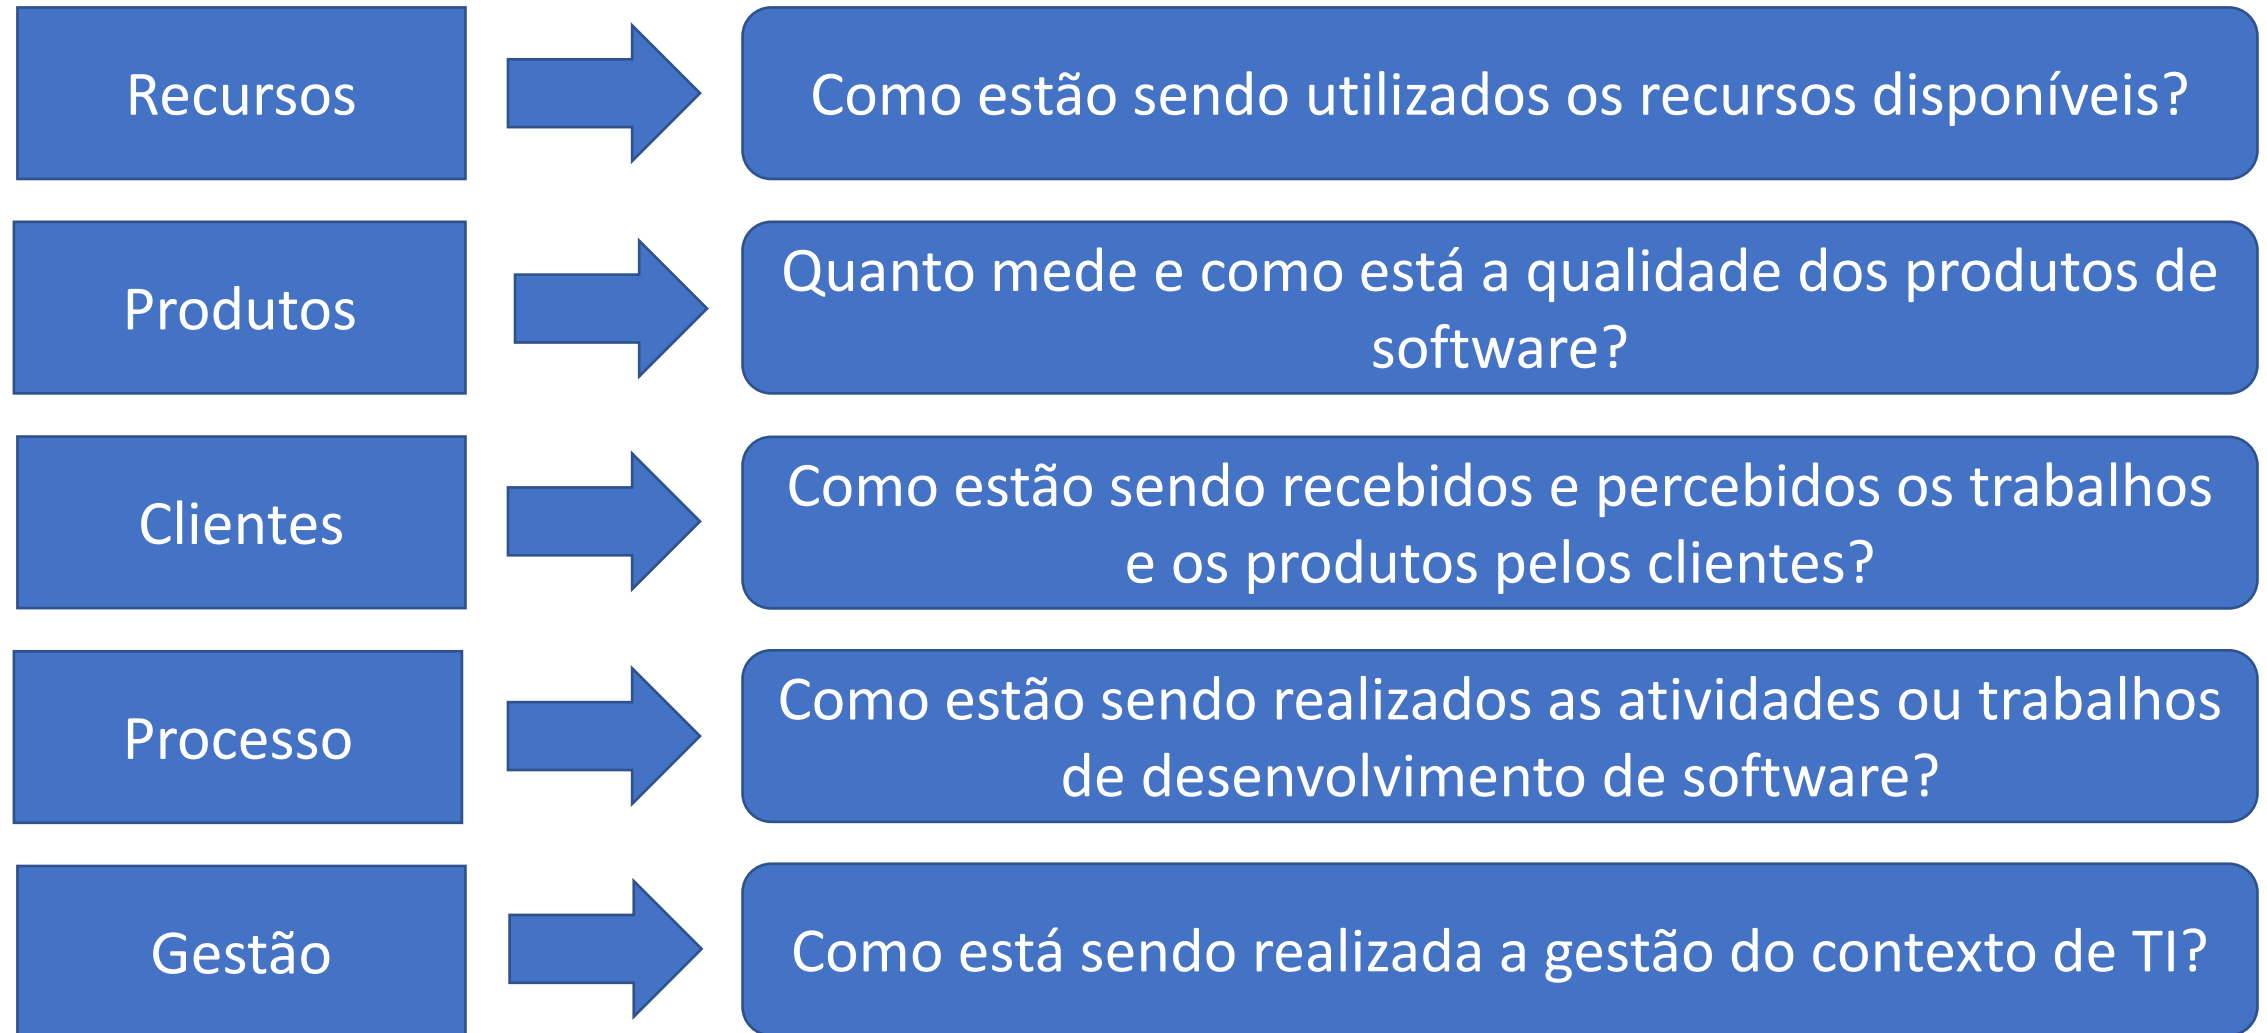 Recursos
Como estão sendo utilizados os recursos disponíveis?
Produtos
Quanto mede e como está a qualidade dos produtos de
software?
Clientes
Como estão sendo recebidos e percebidos os trabalhos
e os produtos pelos clientes?
Processo
Como estão sendo realizados as atividades ou trabalhos
de desenvolvimento de software?
Gestão
Como está sendo realizada a gestão do contexto de TI?